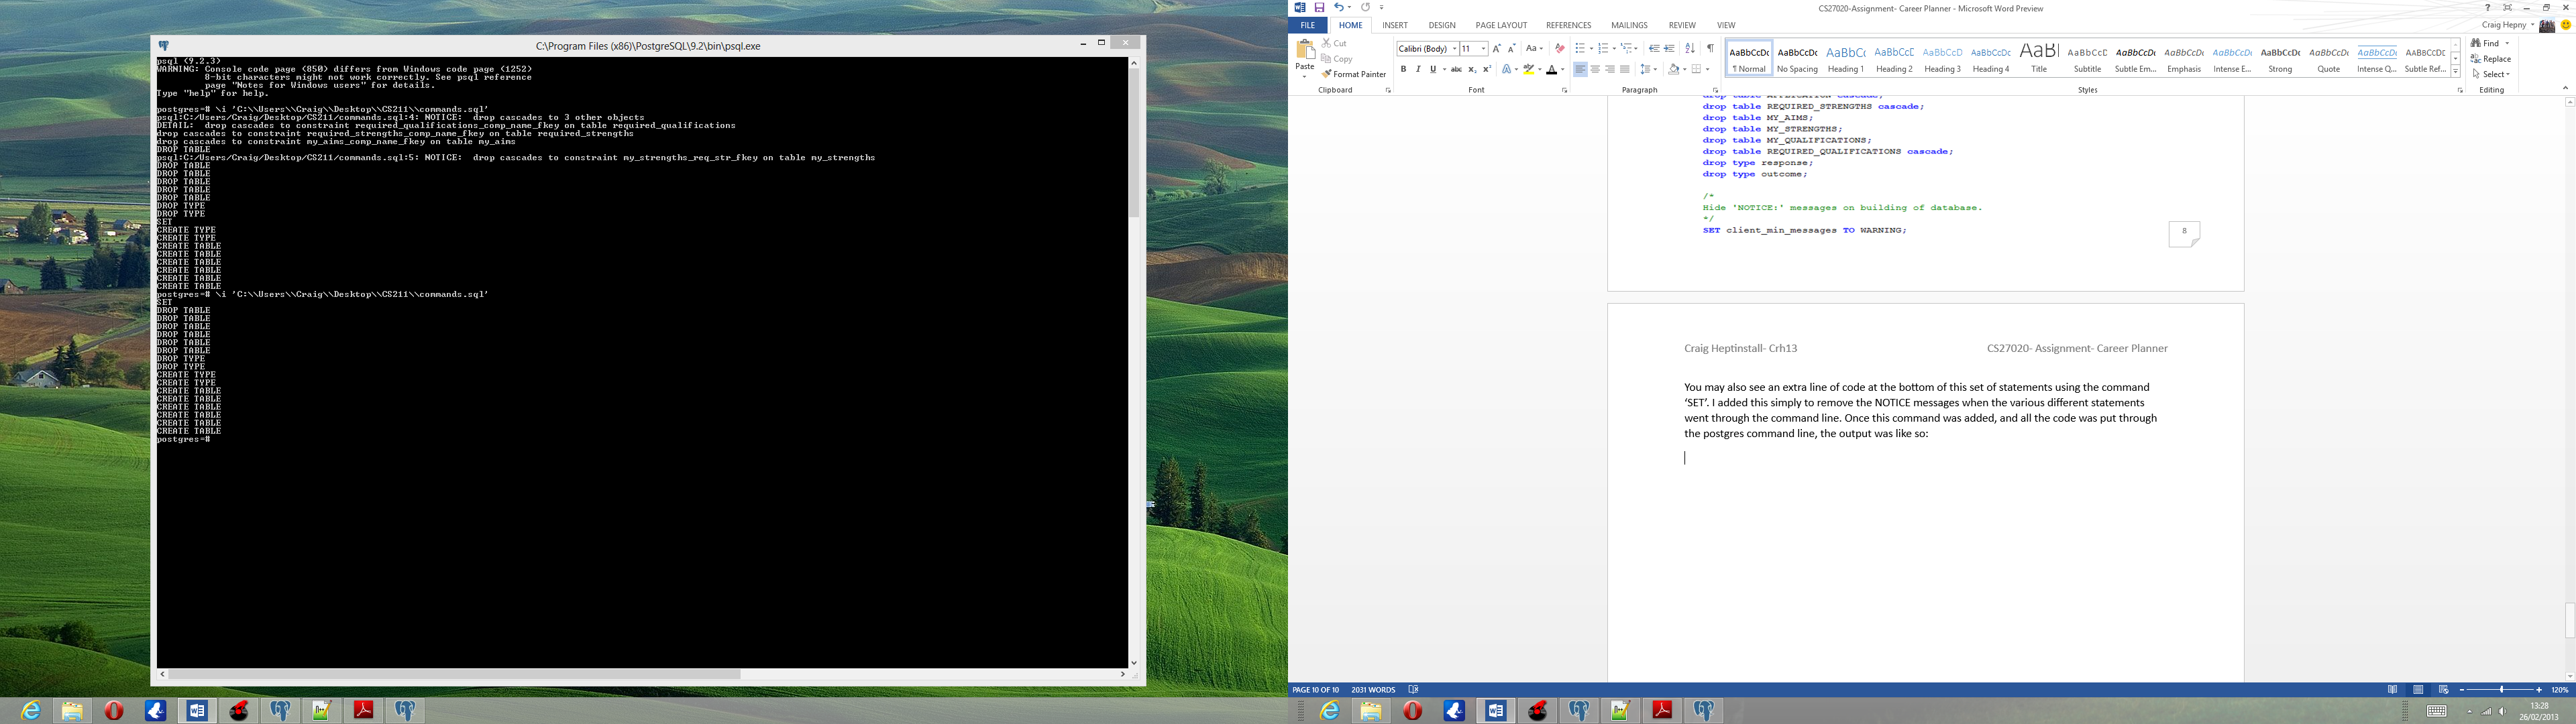 C:\Program Files (x86)\PostgreSQL\9.2\bin\psql.exe
psql (9.2.3)
WARNING: Console code page (850) differs from Windows code page (1252)
8-bit characters might not work correctly. See psql reference
page "Notes for Windows users" for details.
Type "help" for help.
postgres=# \i 'C:\\Users\\Craig\\Desktop\\CS211\\commands.sql'
psql:C:/Users/Craig/Desktop/CS211/commands.sql:4: NOTICE:  drop cascades to 3 other objects
DETAIL:  drop cascades to constraint required_qualifications_comp_name_fkey on table required_qualifications
drop cascades to constraint required_strengths_comp_name_fkey on table required_strengths
drop cascades to constraint my_aims_comp_name_fkey on table my_aims
DROP TABLE
psql:C:/Users/Craig/Desktop/CS211/commands.sql:5: NOTICE:  drop cascades to constraint my_strengths_req_str_fkey on table my_strengths
DROP TABLE
DROP TABLE
DROP TABLE
DROP TABLE
DROP TABLE
DROP TYPE
DROP TYPE
SET
CREATE TYPE
CREATE TYPE
CREATE TABLE
CREATE TABLE
CREATE TABLE
CREATE TABLE
CREATE TABLE
CREATE TABLE
postgres=# \i 'C:\\Users\\Craig\\Desktop\\CS211\\commands.sql'
SET
DROP TABLE
DROP TABLE
DROP TABLE
DROP TABLE
DROP TABLE
DROP TABLE
DROP TYPE
DROP TYPE
CREATE TYPE
CREATE TYPE
CREATE TABLE
CREATE TABLE
CREATE TABLE
CREATE TABLE
CREATE TABLE
CREATE TABLE
postgres=#
CS27020-Assignment- Career Planner - Microsoft Word Preview
FILE HOME INSERT DESIGN PAGE LAYOUT REFERENCES MAILINGS REVIEW VIEW
Craig Hepny
Paste
Cut
Copy
Format Painter
Clipboard
Calibri (Body) 11
Font
Paragraph
AaBbCcDc AaBbCcDc AaBbCc AaBbCcE AaBbCcD AaBbCcDc AaB AaBbCcD AaBbCcDc AaBbCcDc AaBbCcDc AaBbCcDc AaBbCcDc AaBbCcDc AABBCCDC
¶ Normal No Spacing Heading 1 Heading 2 Heading 3 Heading 4 Title Subtitle Subtle Em... Emphasis Intense E... Strong Quote Intense Q... Subtle Ref...
Styles
Find
Replace
Select
Editing
drop table APPLICATION cascade;
drop table REQUIRED_STRENGTHS cascade;
drop table MY_AIMS;
drop table MY_STRENGTHS;
drop table MY_QUALIFICATIONS;
drop table REQUIRED_QUALIFICATIONS cascade;
drop type response;
drop type outcome;
/*
Hide 'NOTICE:' messages on building of database.
*/
SET client_min_messages TO WARNING;
8
Craig Heptinstall- Crh13 CS27020- Assignment- Career Planner
You may also see an extra line of code at the bottom of this set of statements using the command
‘SET’. I added this simply to remove the NOTICE messages when the various different statements
went through the command line. Once this command was added, and all the code was put through
the postgres command line, the output was like so:
PAGE 10 OF 10 2031 WORDS
120%
13:28
26/02/2013